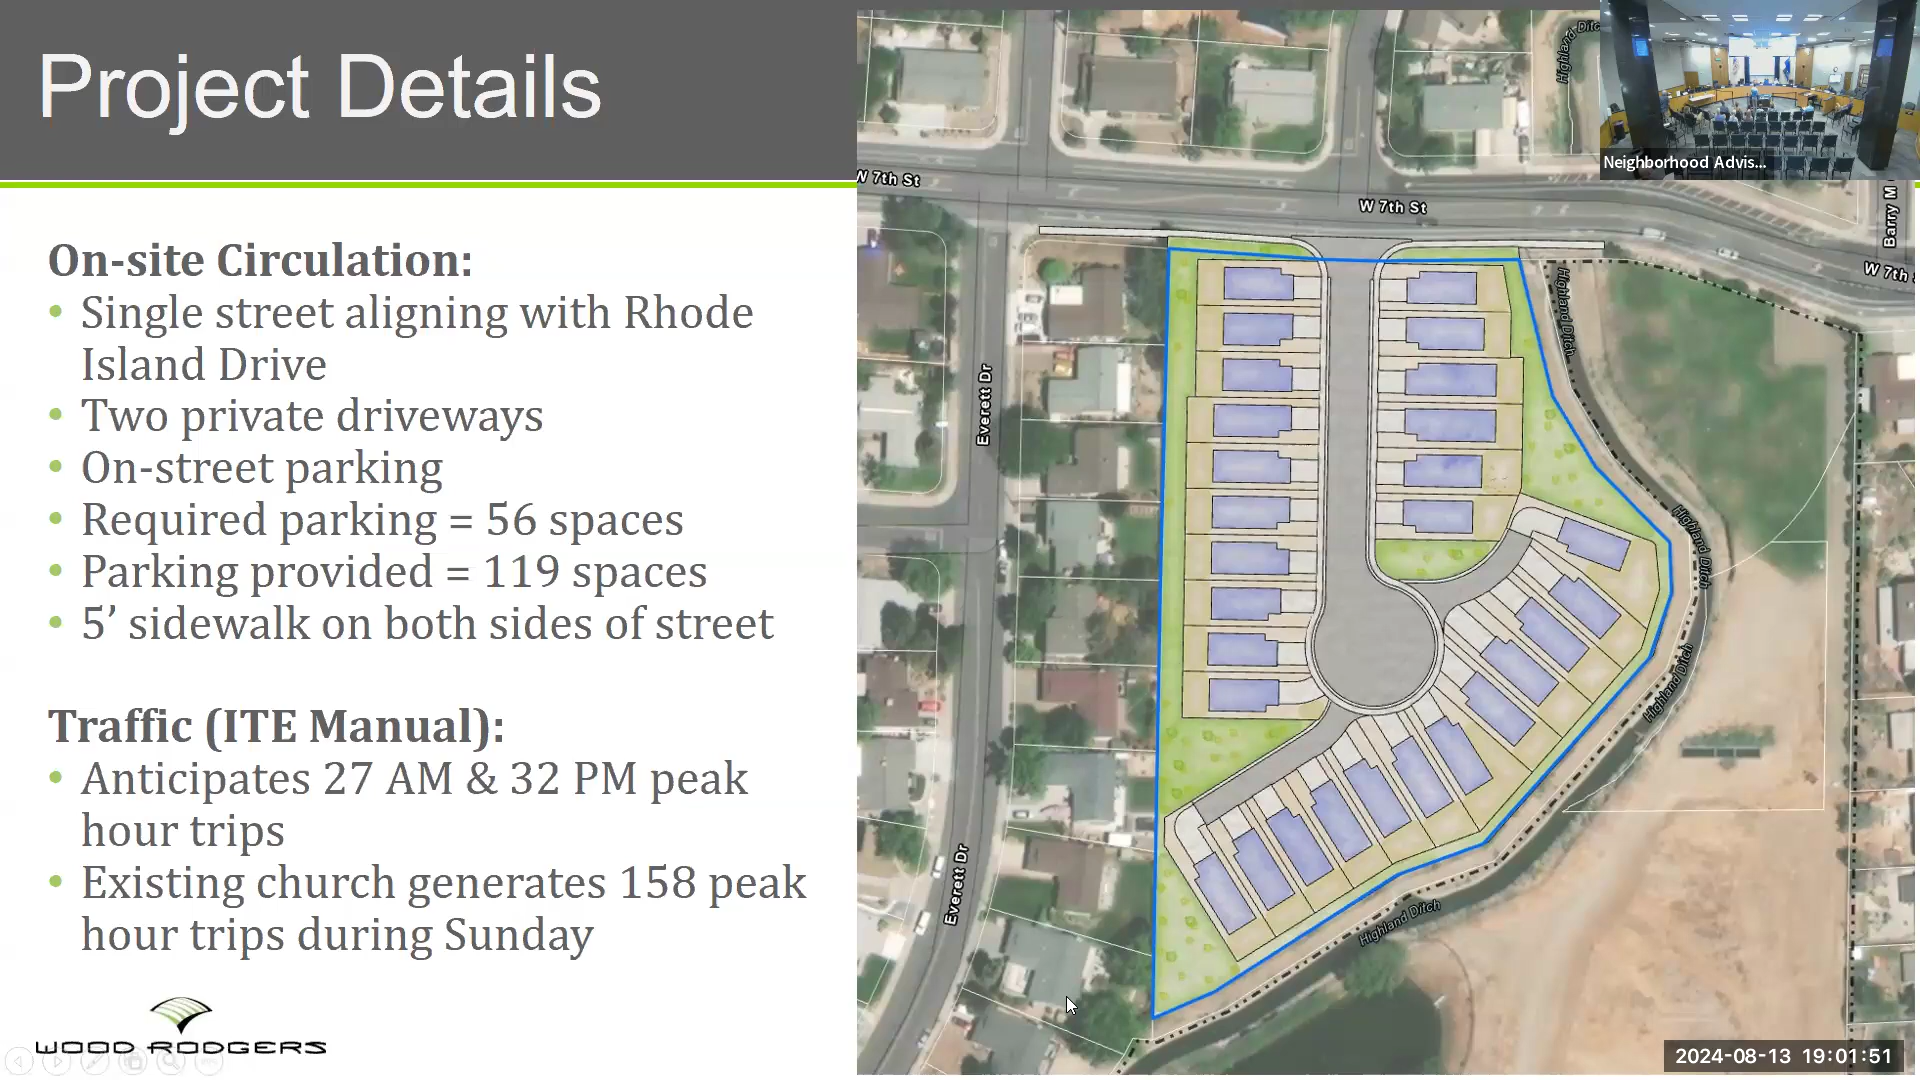 Project Details
On-site Circulation:
• Single street aligning with Rhode
Island Drive
• Two private driveways
• On-street parking
• Required parking = 56 spaces
• Parking provided = 119 spaces
• 5’ sidewalk on both sides of street
Traffic (ITE Manual):
• Anticipates 27 AM & 32 PM peak
hour trips
• Existing church generates 158 peak
hour trips during Sunday
WOOD RODGERS
W 7th St
W 7th St
Highland Ditc
Neighborhood Advis...
Barry M
W 7th
Highland Ditch
Everett Dr
Highland Ditch
Highland Ditch
Everett Dr
Highland Ditch
2024-08-13 19:01:51